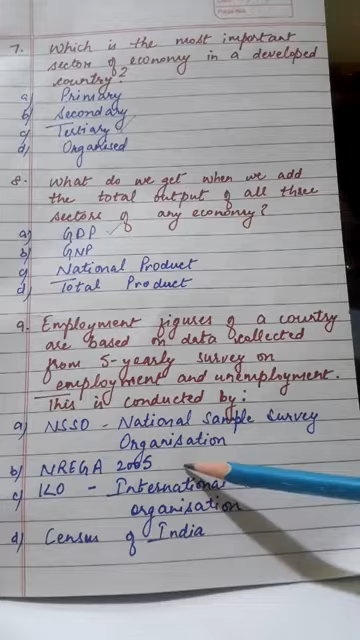 7. Which is the most important
sector of economy in a developed
country?
a) Primary
b) Secondary
c) Tertiary
d) Organised
8. What do we get when we add
the total output of all three
sectors of any economy?
a) GDP
b) GNP
c) National Product
d) Total Product
9. Employment figures of a country
are based on data collected
from 5-yearly survey on
employment and unemployment.
This is conducted by:
a) NSSO - National Sample Survey
Organisation
b) NREGA 2005
c) ILO - International
organisation
d) Census of India